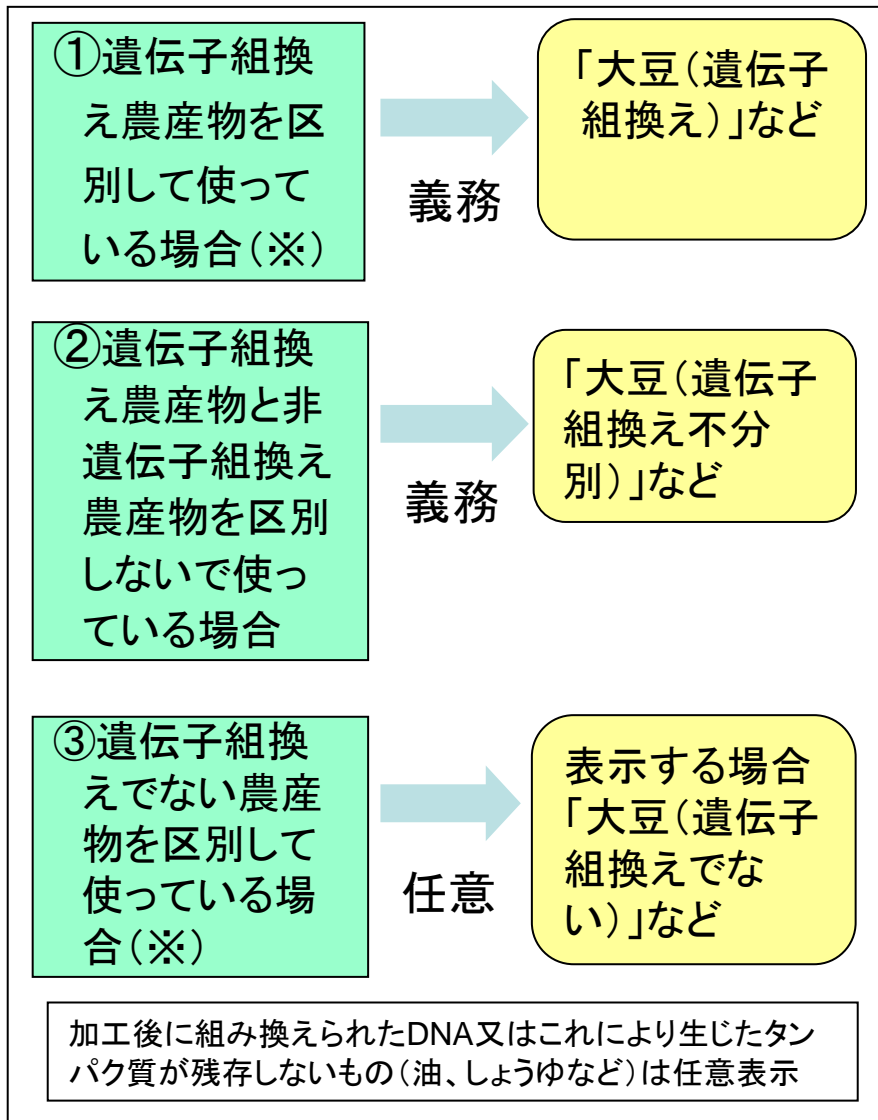 ①遺伝子組換
え農産物を区
別して使って
いる場合（※）
義務
「大豆（遺伝子
組換え）」など
②遺伝子組換
え農産物と非
遺伝子組換え
農産物を区別
しないで使っ
ている場合
義務
「大豆（遺伝子
組換え不分
別）」など
③遺伝子組換
えでない農産
物を区別して
使っている場
合（※）
任意
表示する場合
「大豆（遺伝子
組換えでな
い）」など
加工後に組み換えられたDNA又はこれにより生じたタン
パク質が残存しないもの（油、しょうゆなど）は任意表示